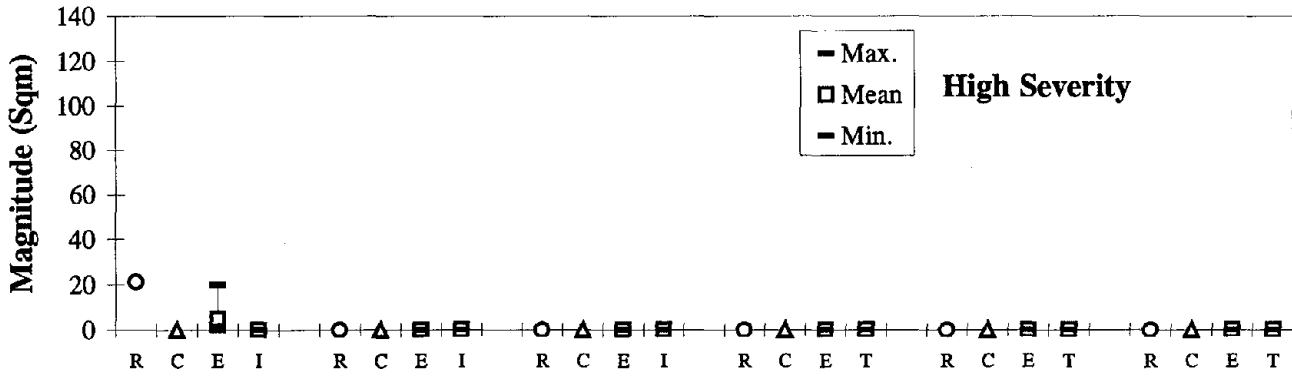 Magnitude (Sqm)
140
120
100
80
60
40
20
0
Max.
Mean
Min.
High Severity
R C E I R C E I R C E I R C E T R C E T R C E T